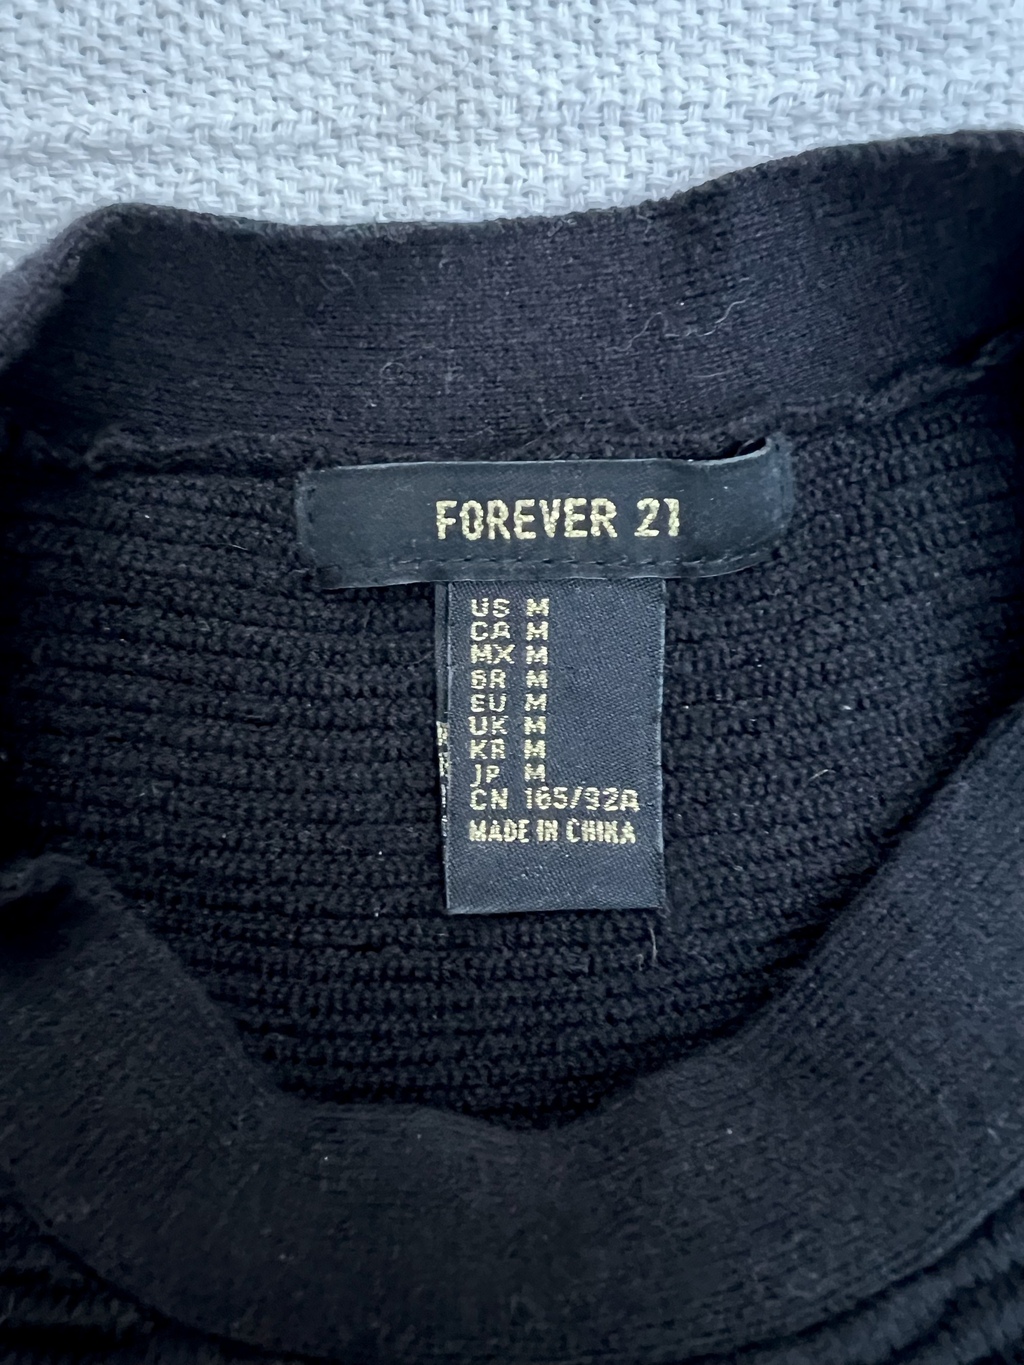 FOREVER 21
US M
CA M
MX M
BR M
EU M
UK M
KR M
JP M
CN 165/92A
MADE IN CHINA